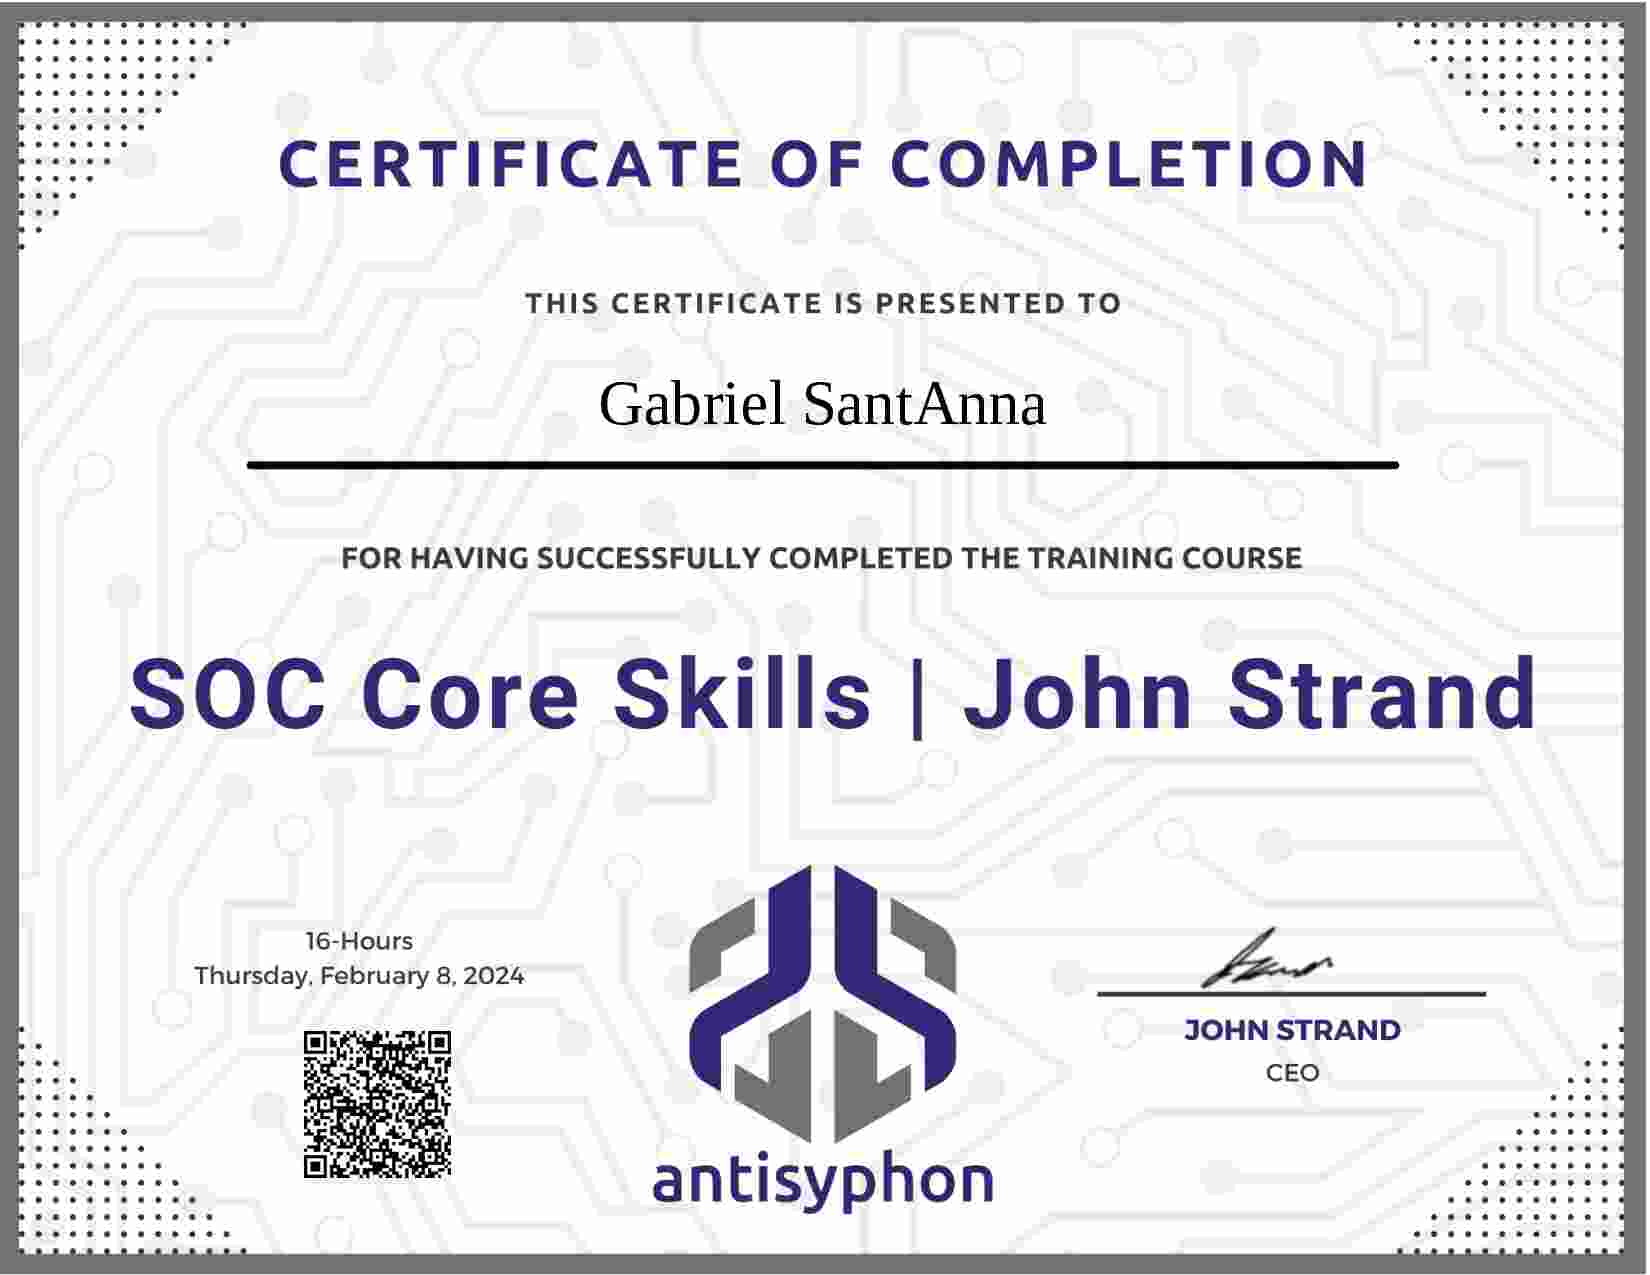 CERTIFICATE OF COMPLETION
THIS CERTIFICATE IS PRESENTED TO
Gabriel SantAnna
FOR HAVING SUCCESSFULLY COMPLETED THE TRAINING COURSE
SOC Core Skills | John Strand
16-Hours
Thursday, February 8, 2024
JOHN STRAND
CEO
antisyphon